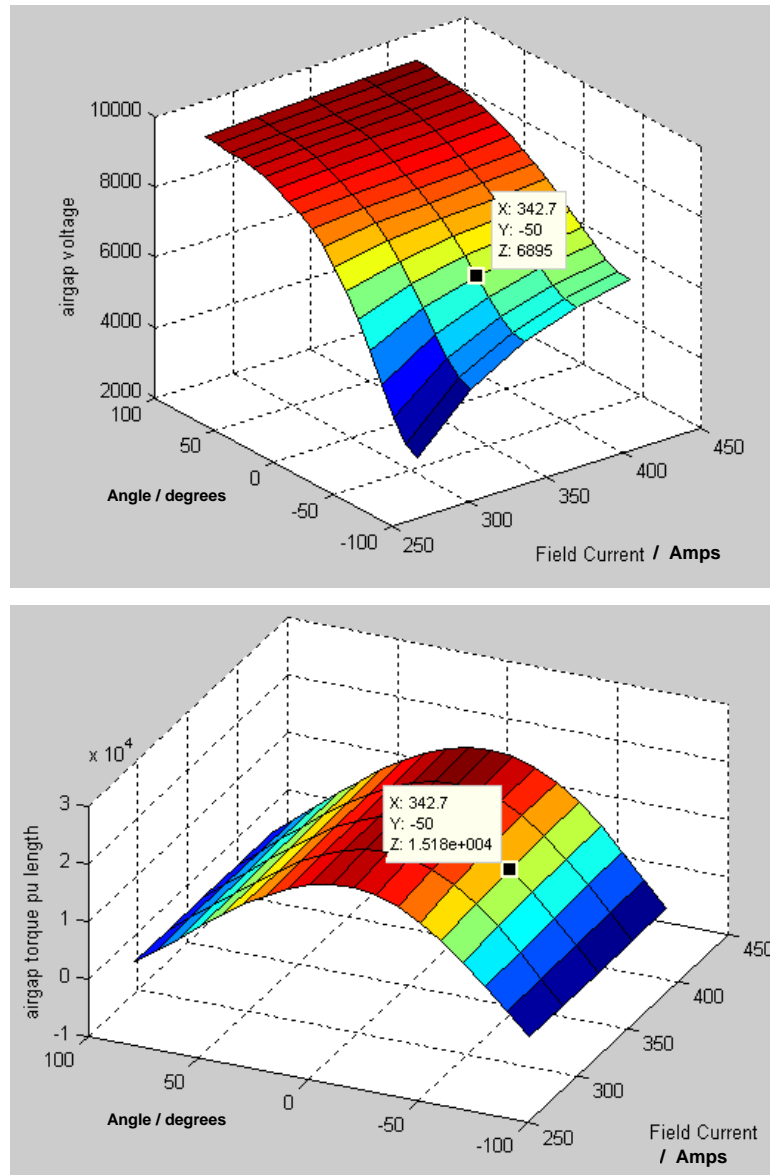 10000
8000
6000
4000
2000
airgap voltage
X: 342.7
Y: -50
Z: 6895
100
50
0
-50
-100
Angle / degrees
250
300
350
400
450
Field Current / Amps
x 10^4
3
2
1
0
-1
airgap torque pu length
X: 342.7
Y: -50
Z: 1.518e+004
100
50
0
-50
-100
Angle / degrees
250
300
350
400
450
Field Current
/ Amps